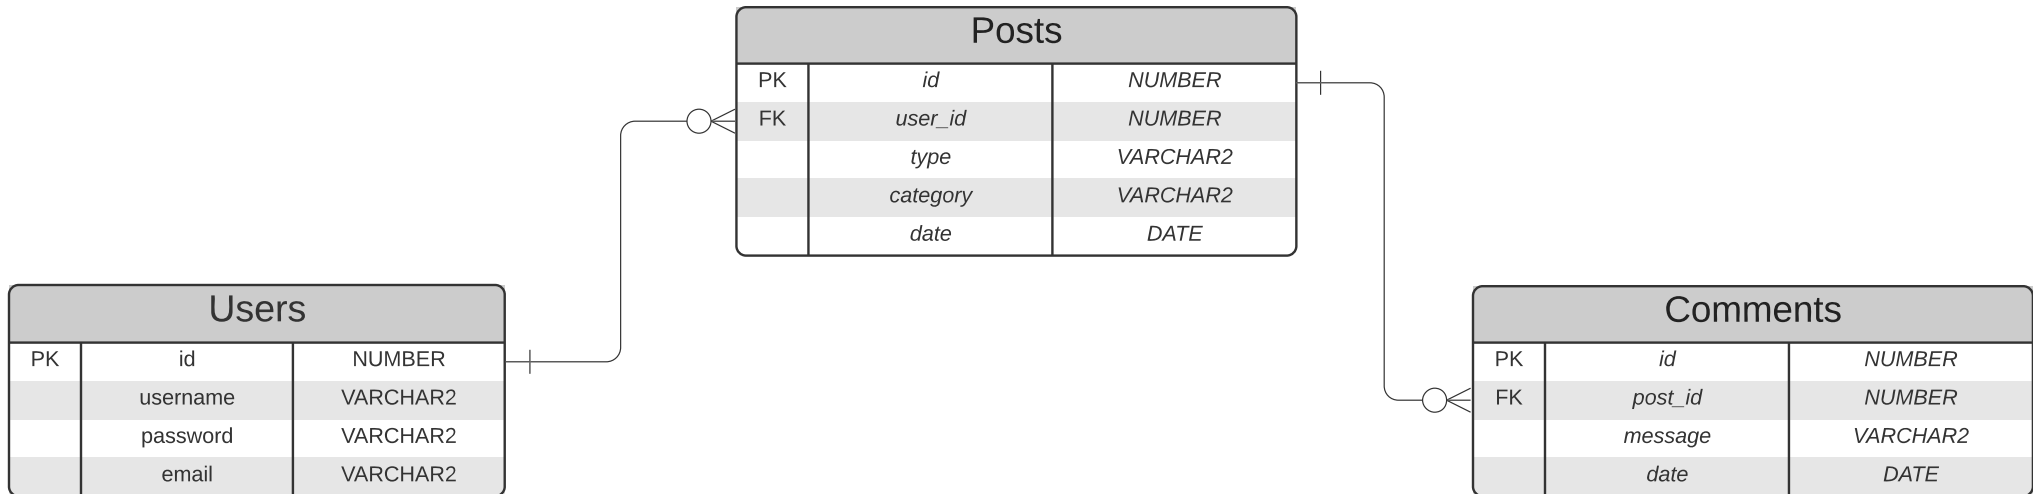 Posts
PK id NUMBER
FK user_id NUMBER
type VARCHAR2
category VARCHAR2
date DATE
Users
PK id NUMBER
username VARCHAR2
password VARCHAR2
email VARCHAR2
Comments
PK id NUMBER
FK post_id NUMBER
message VARCHAR2
date DATE